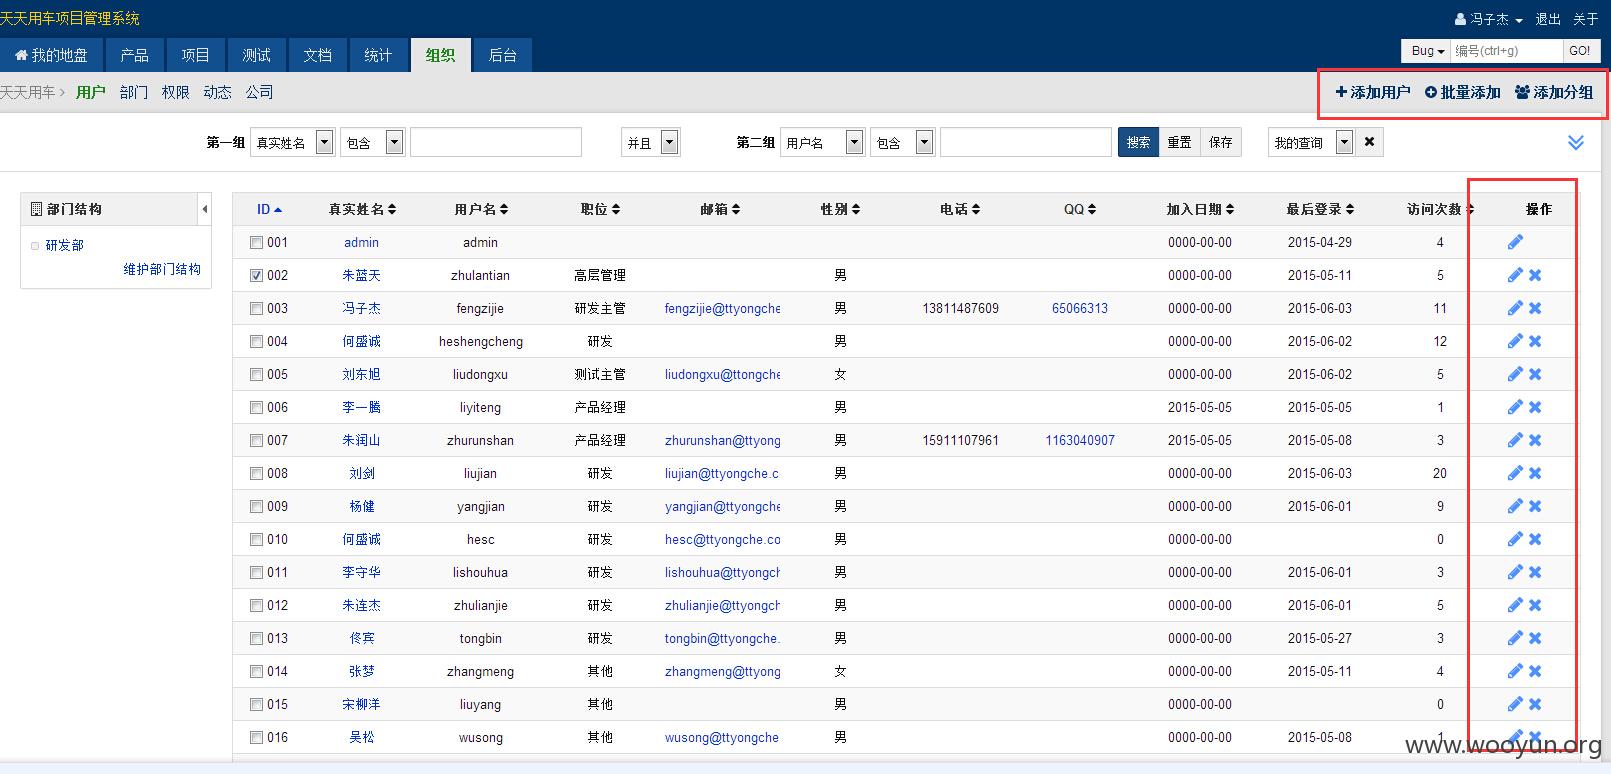 天天用车项目管理系统
冯子杰 退出 关于
我的地盘 产品 项目 测试 文档 统计 组织 后台
Bug 编号(ctrl+g) GO!
天天用车 用户 部门 权限 动态 公司
添加用户 批量添加 添加分组
第一组 真实姓名 包含 并且 第二组 用户名 包含 搜索 重置 保存 我的查询
部门结构
研发部
维护部门结构
ID 真实姓名 用户名 职位 邮箱 性别 电话 QQ 加入日期 最后登录 访问次数 操作
001 admin admin 0000-00-00 2015-04-29 4
002 朱蓝天 zhulantian 高层管理 男 0000-00-00 2015-05-11 5
003 冯子杰 fengzijie 研发主管 fengzijie@ttyongche 男 13811487609 65066313 0000-00-00 2015-06-03 11
004 何盛诚 heshengcheng 研发 男 0000-00-00 2015-06-02 12
005 刘东旭 liudongxu 测试主管 liudongxu@ttongche 女 0000-00-00 2015-06-02 5
006 李一腾 liyiteng 产品经理 男 2015-05-05 2015-05-05 1
007 朱润山 zhurunshan 产品经理 zhurunshan@ttyong 男 15911107961 1163040907 2015-05-05 2015-05-08 3
008 刘剑 liujian 研发 liujian@ttyongche.c 男 0000-00-00 2015-06-03 20
009 杨健 yangjian 研发 yangjian@ttyongche 男 0000-00-00 2015-06-01 9
010 何盛诚 hesc 研发 hesc@ttyongche.co 男 0000-00-00 0
011 李守华 lishouhua 研发 lishouhua@ttyongch 男 0000-00-00 2015-06-01 3
012 朱连杰 zhulianjie 研发 zhulianjie@ttyongch 男 0000-00-00 2015-06-01 5
013 佟宾 tongbin 研发 tongbin@ttyongche. 男 0000-00-00 2015-05-27 3
014 张梦 zhangmeng 其他 zhangmeng@ttyong 女 0000-00-00 2015-05-11 4
015 宋柳洋 liuyang 其他 男 0000-00-00 0
016 吴松 wusong 其他 wusong@ttyongche 男 0000-00-00 2015-05-08 1
www.wooyun.org